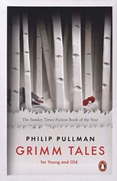 The Sunday Times Fiction Book of the Year
PHILIP PULLMAN
GRIMM TALES
for Young and Old